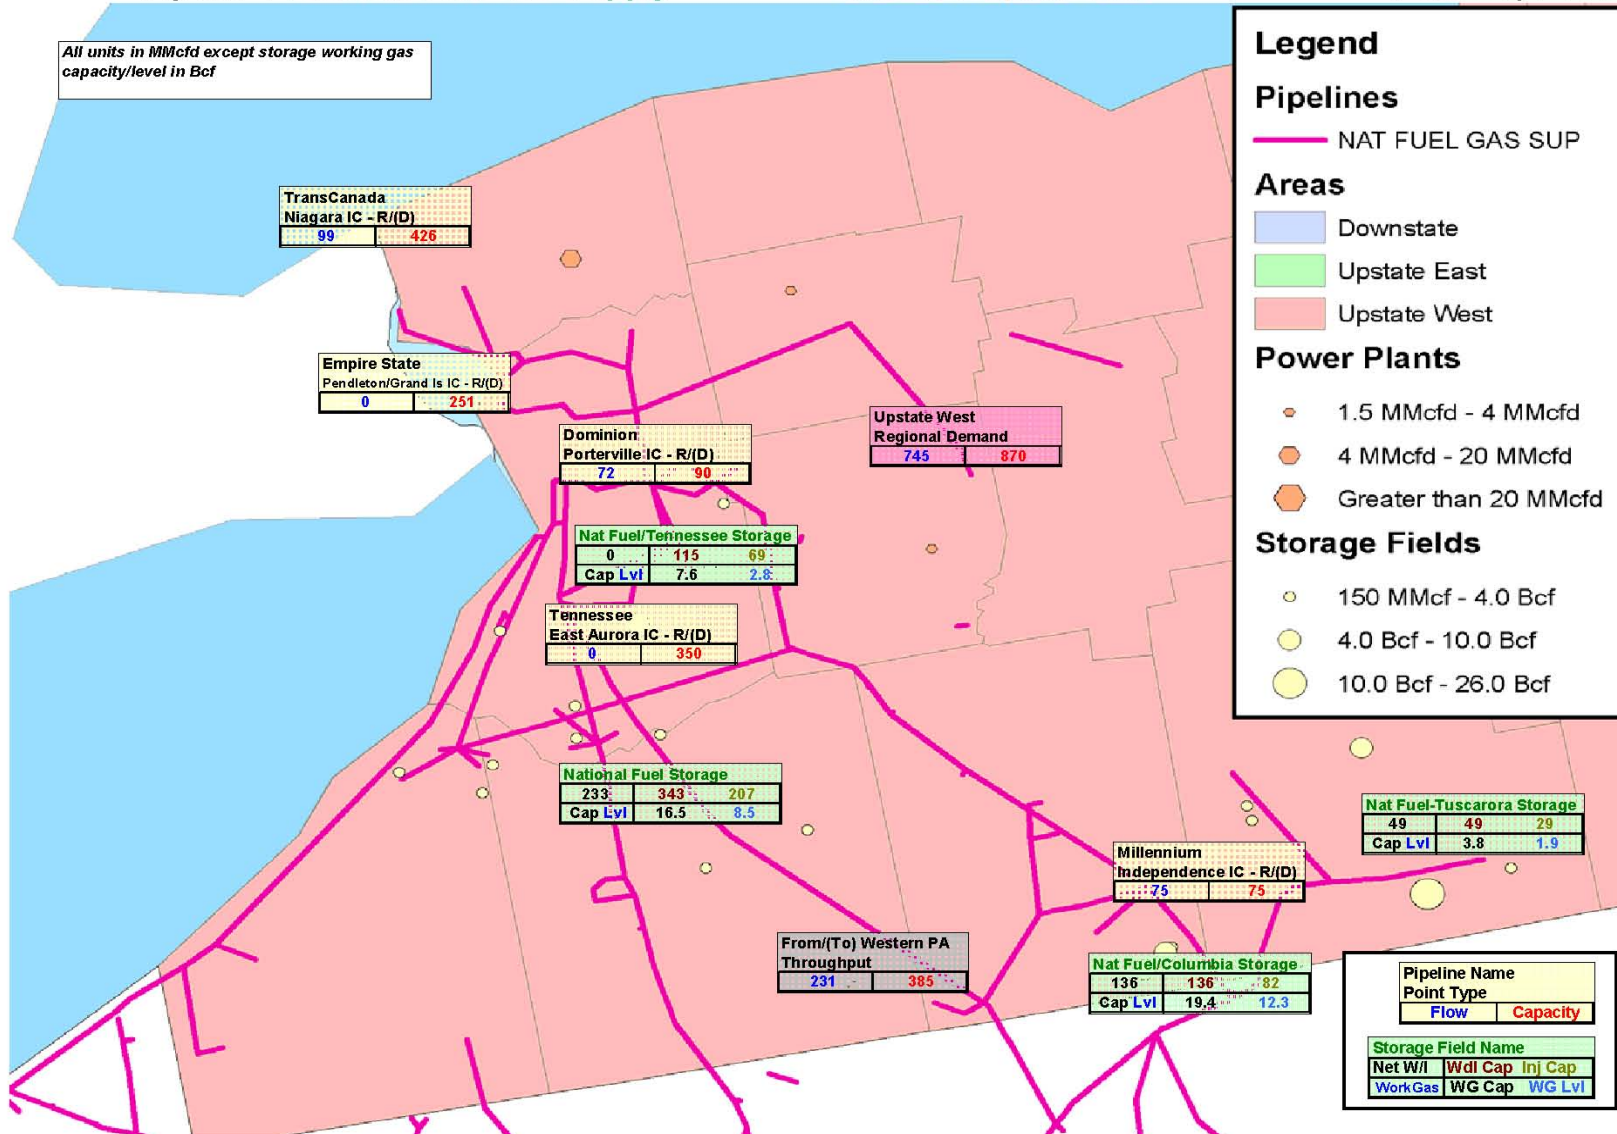 All units in MMcfd except storage working gas
capacity/level in Bcf
Legend
Pipelines
NAT FUEL GAS SUP
Areas
Downstate
Upstate East
Upstate West
Power Plants
1.5 MMcfd - 4 MMcfd
4 MMcfd - 20 MMcfd
Greater than 20 MMcfd
Storage Fields
150 MMcf - 4.0 Bcf
4.0 Bcf - 10.0 Bcf
10.0 Bcf - 26.0 Bcf
TransCanada
Niagara IC - R/(D)
99 426
Empire State
Pendleton/Grand Is IC - R/(D)
0 251
Upstate West
Regional Demand
745 870
Dominion
Porterville IC - R/(D)
72 90
Nat Fuel/Tennessee Storage
0 115 69
Cap Lvl 7.6 2.8
Tennessee
East Aurora IC - R/(D)
0 350
National Fuel Storage
233 343 207
Cap Lvl 16.5 8.5
Nat Fuel-Tuscarora Storage
49 49 29
Cap Lvl 3.8 1.9
Millennium
Independence IC - R/(D)
75 75
From/(To) Western PA
Throughput
231 385
Nat Fuel/Columbia Storage
136 136 82
Cap Lvl 19.4 12.3
Pipeline Name
Point Type
Flow Capacity
Storage Field Name
Net W/I Wdl Cap Inj Cap
WorkGas WG Cap WG Lvl